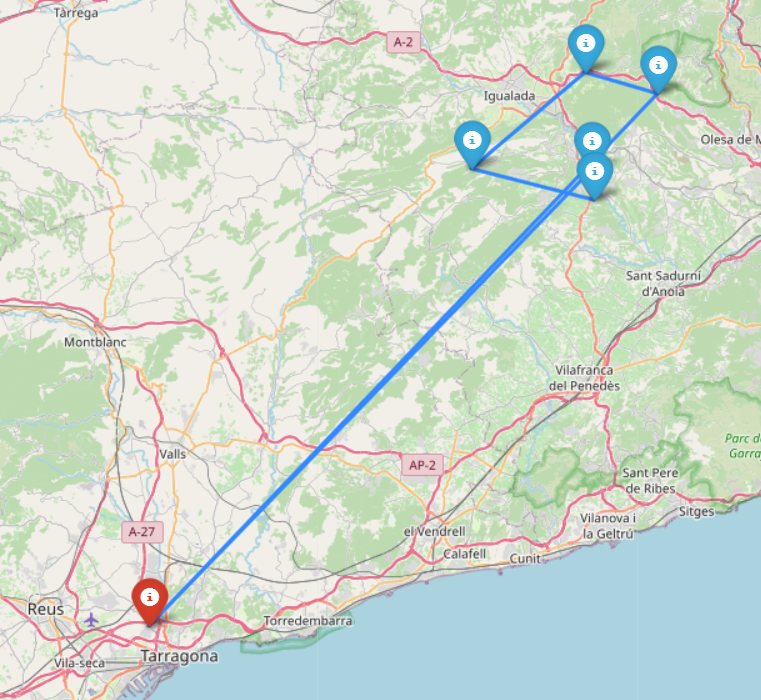 Tàrrega
A-2
Igualada
Olesa de M
Sant Sadurní
d'Anoia
Montblanc
Vilafranca
del Penedès
Parc d
Garra
Valls
AP-2
Sant Pere
de Ribes
A-27
Sitges
Vilanova i
la Geltrú
el Vendrell
Calafell
Cunit
Reus
Torredembarra
Vila-seca
Tarragona